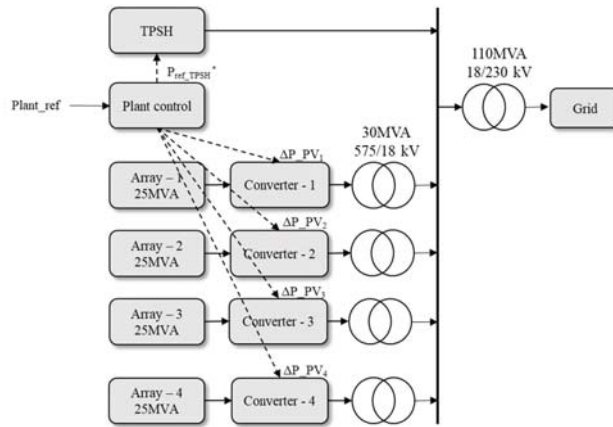 TPSH
P_ref_TPSH*
Plant_ref
Plant control
110MVA
18/230 kV
Grid
30MVA
575/18 kV
ΔP_PV₁
Array – 1
25MVA
Converter - 1
ΔP_PV₂
Array – 2
25MVA
Converter - 2
ΔP_PV₃
Array – 3
25MVA
Converter - 3
ΔP_PV₄
Array – 4
25MVA
Converter - 4